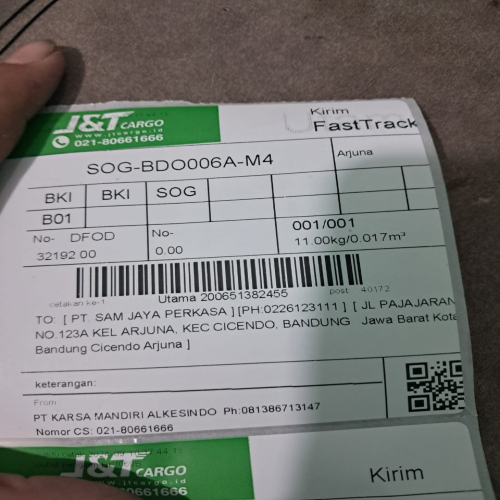 J&T CARGO
www.jtcargo.id
021-80661666
Kirim
FastTrack
SOG-BDO006A-M4
Arjuna
BKI BKI SOG
B01
No- DFOD No- 001/001
32192.00 0.00 11.00kg/0.017m³
cetakan ke-1 Utama 200651382455 post 40172
TO: [ PT. SAM JAYA PERKASA ] [PH:0226123111 ] [ JL PAJAJARAN
NO.123A KEL ARJUNA, KEC CICENDO, BANDUNG Jawa Barat Kota
Bandung Cicendo Arjuna ]
keterangan:
From
PT KARSA MANDIRI ALKESINDO Ph:081386713147
Nomor CS: 021-80661666
J&T CARGO
www.jtcargo.id
021-80661666
Kirim